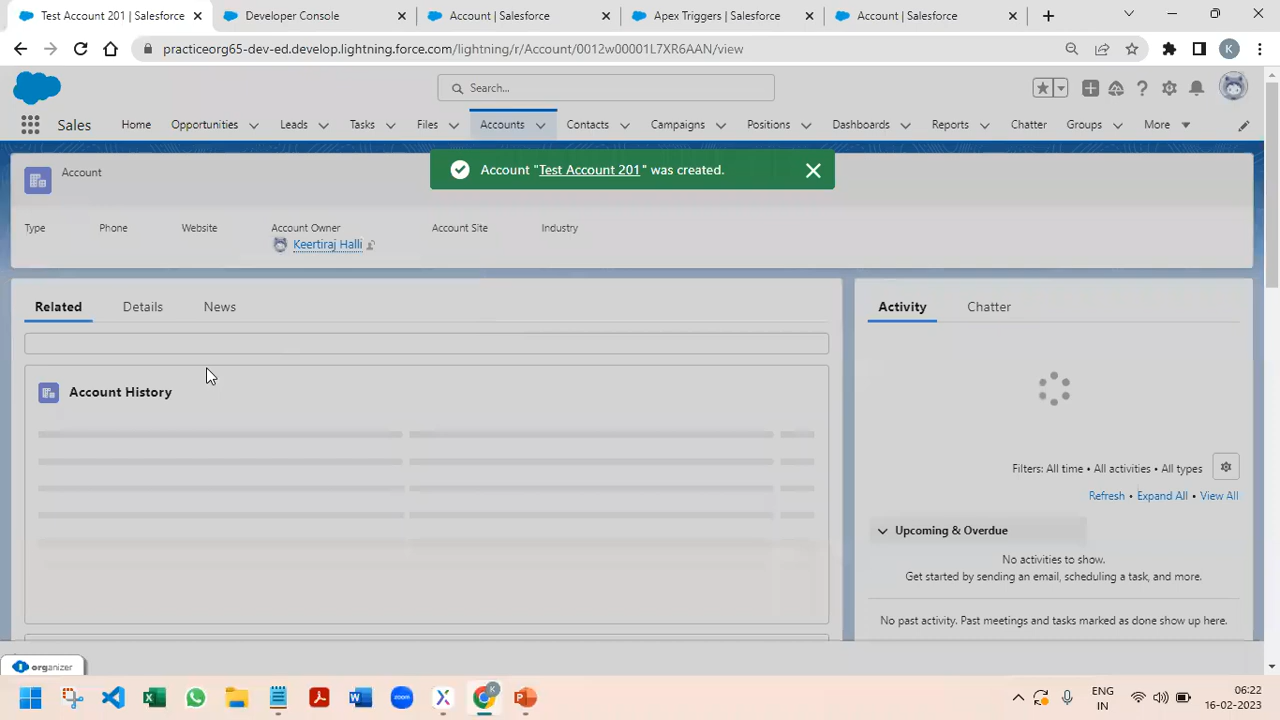 Test Account 201 | Salesforce
Developer Console
Account | Salesforce
Apex Triggers | Salesforce
Account | Salesforce
practiceorg65-dev-ed.develop.lightning.force.com/lightning/r/Account/0012w00001L7XR6AAN/view
K
Search...
Sales
Home
Opportunities
Leads
Tasks
Files
Accounts
Contacts
Campaigns
Positions
Dashboards
Reports
Chatter
Groups
More
Account "Test Account 201" was created.
Account
Type
Phone
Website
Account Owner
Account Site
Industry
Keertiraj Halli
Related
Details
News
Activity
Chatter
Account History
Filters: All time • All activities • All types
Refresh • Expand All • View All
Upcoming & Overdue
No activities to show.
Get started by sending an email, scheduling a task, and more.
No past activity. Past meetings and tasks marked as done show up here.
organizer
zoom
K
ENG
IN
06:22
16-02-2023